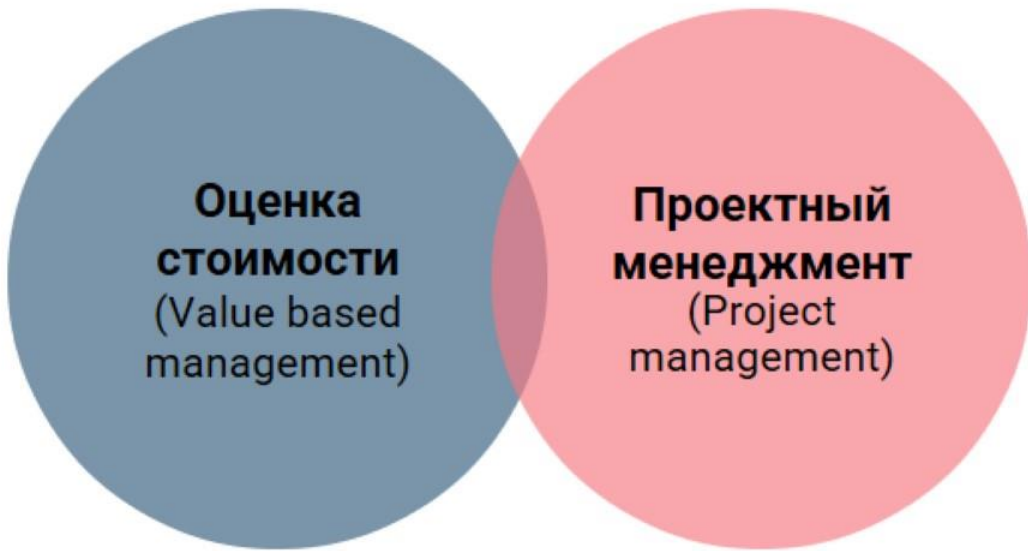 Оценка
стоимости
(Value based
management)
Проектный
менеджмент
(Project
management)